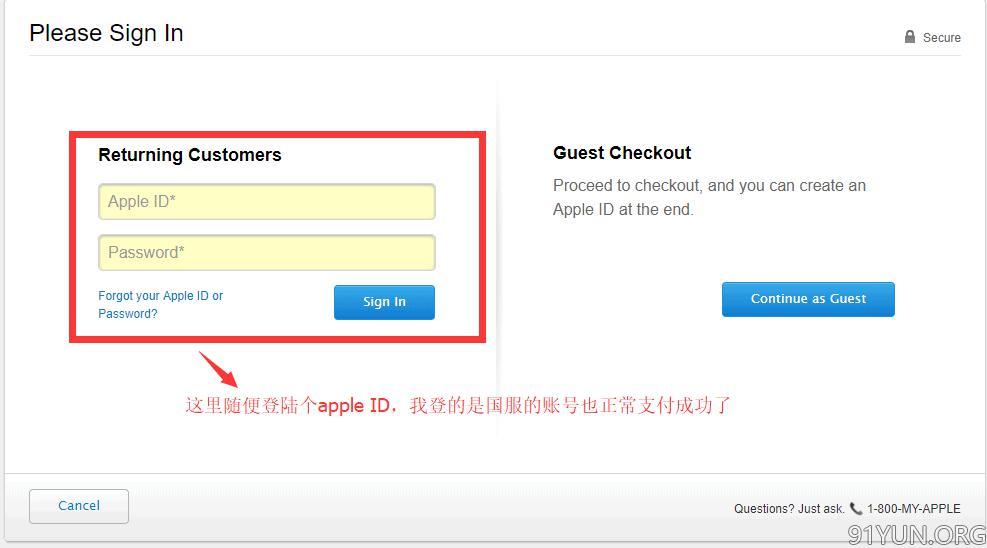 Please Sign In
Secure
Returning Customers
Apple ID*
Password*
Forgot your Apple ID or
Password?
Sign In
Guest Checkout
Proceed to checkout, and you can create an
Apple ID at the end.
Continue as Guest
这里随便登陆个apple ID，我登的是国服的账号也正常支付成功了
Cancel
Questions? Just ask. 1-800-MY-APPLE
91YUN.ORG